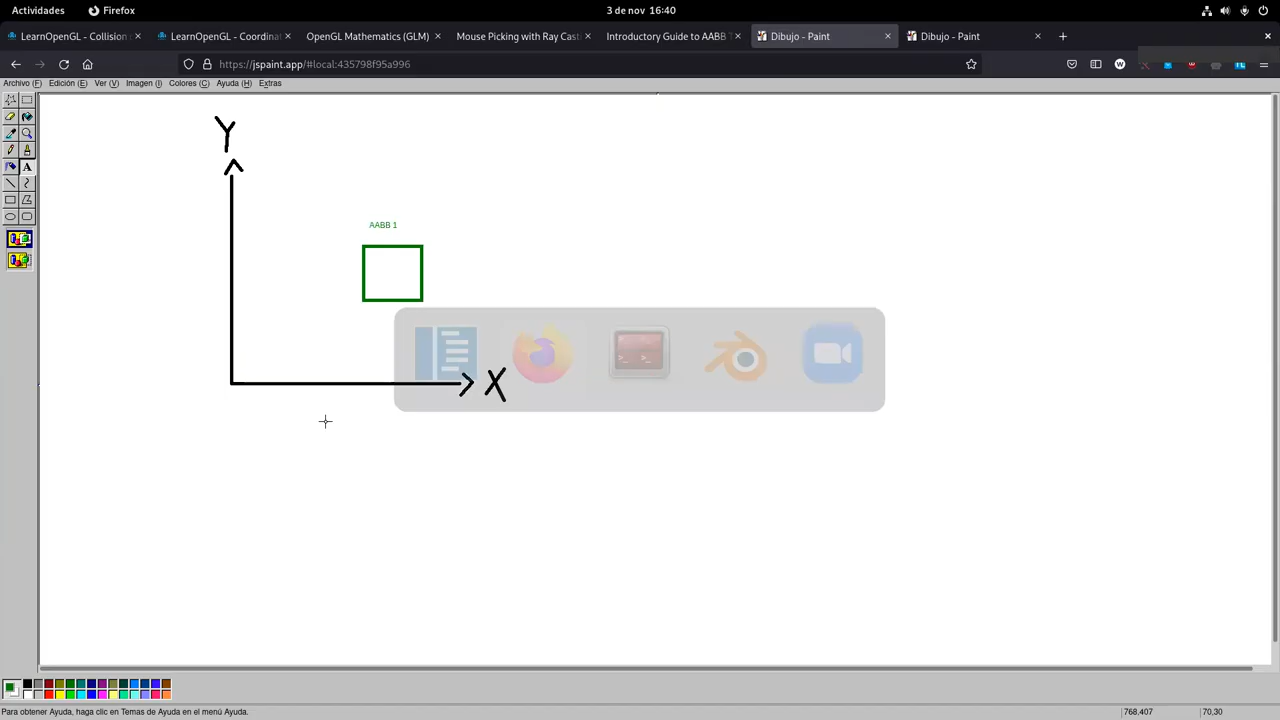 Actividades
Firefox
3 de nov 16:40
LearnOpenGL - Collision
LearnOpenGL - Coordinat
OpenGL Mathematics (GLM)
Mouse Picking with Ray Casti
Introductory Guide to AABB T
Dibujo - Paint
Dibujo - Paint
https://jspaint.app/#local:435798f95a996
Archivo (F) Edición (E) Ver (V) Imagen (I) Colores (C) Ayuda (H) Extras
Y
AABB 1
X
Para obtener Ayuda, haga clic en Temas de Ayuda en el menú Ayuda.
768,407
70,30